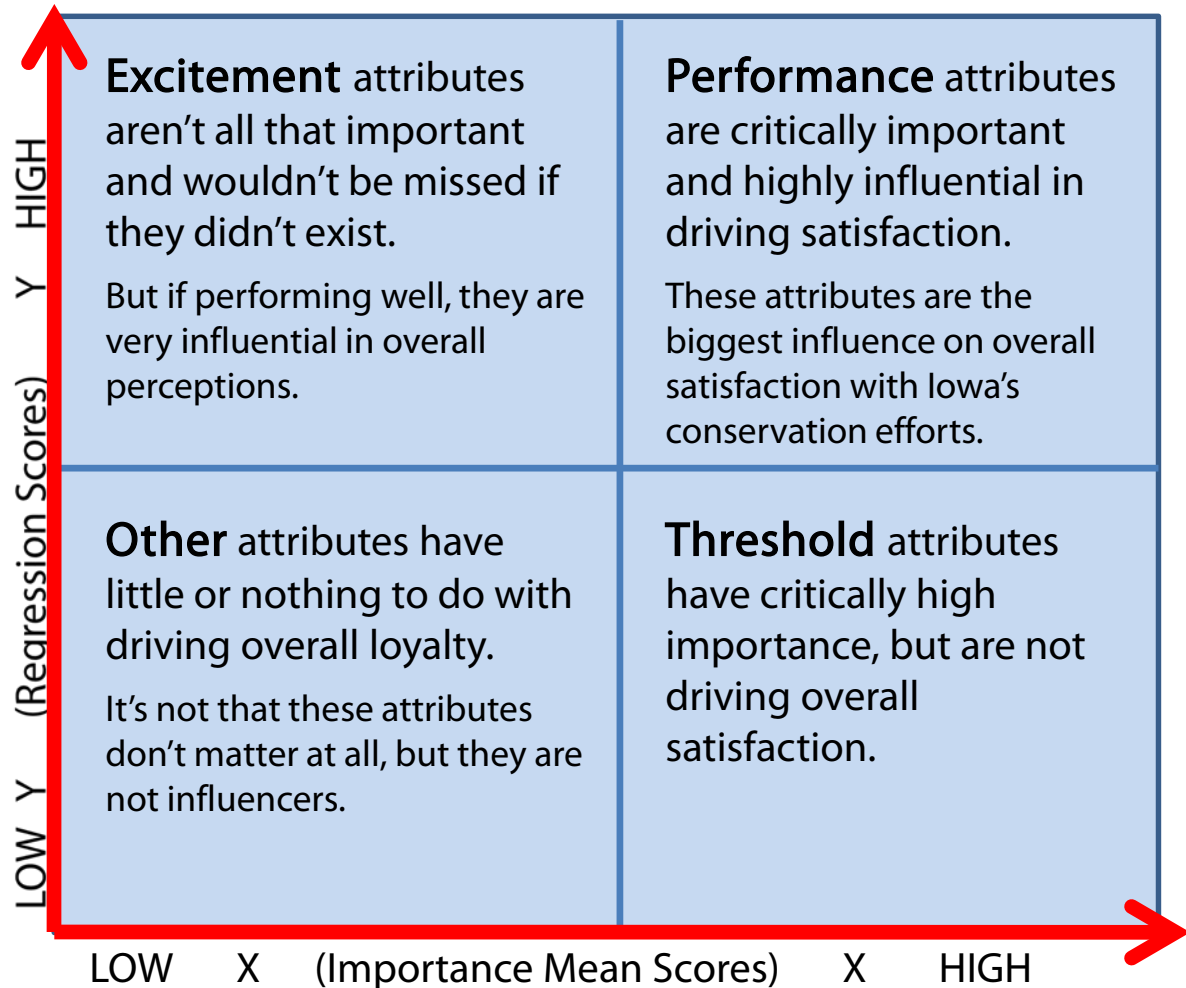 Excitement attributes
aren't all that important
and wouldn't be missed if
they didn't exist.
But if performing well, they are
very influential in overall
perceptions.
Performance attributes
are critically important
and highly influential in
driving satisfaction.
These attributes are the
biggest influence on overall
satisfaction with Iowa's
conservation efforts.
Other attributes have
little or nothing to do with
driving overall loyalty.
It's not that these attributes
don't matter at all, but they are
not influencers.
Threshold attributes
have critically high
importance, but are not
driving overall
satisfaction.
LOW Y (Regression Scores) Y HIGH
LOW X (Importance Mean Scores) X HIGH